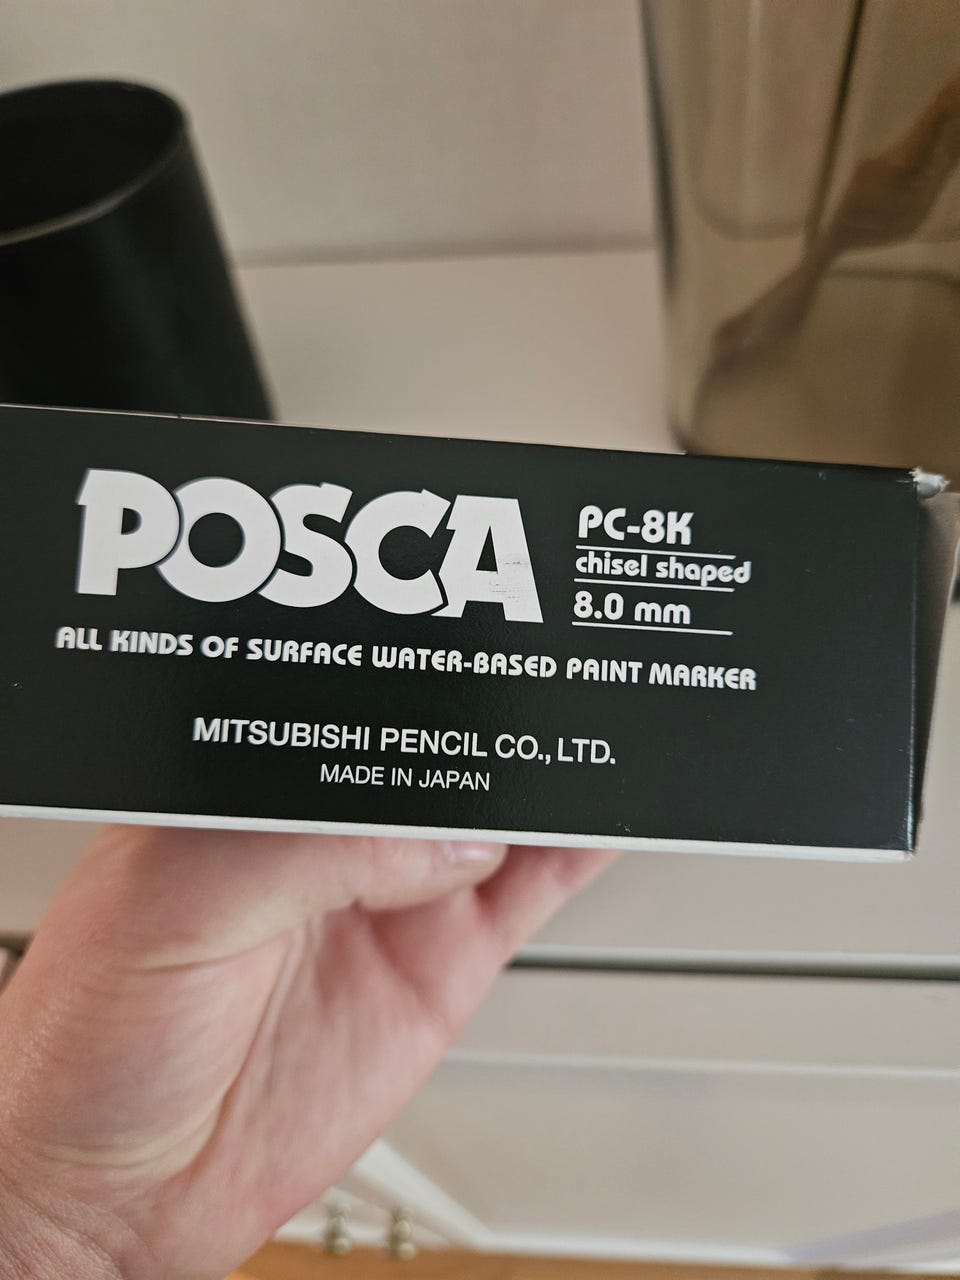 POSCA
PC-8K
chisel shaped
8.0 mm
ALL KINDS OF SURFACE WATER-BASED PAINT MARKER
MITSUBISHI PENCIL CO., LTD.
MADE IN JAPAN